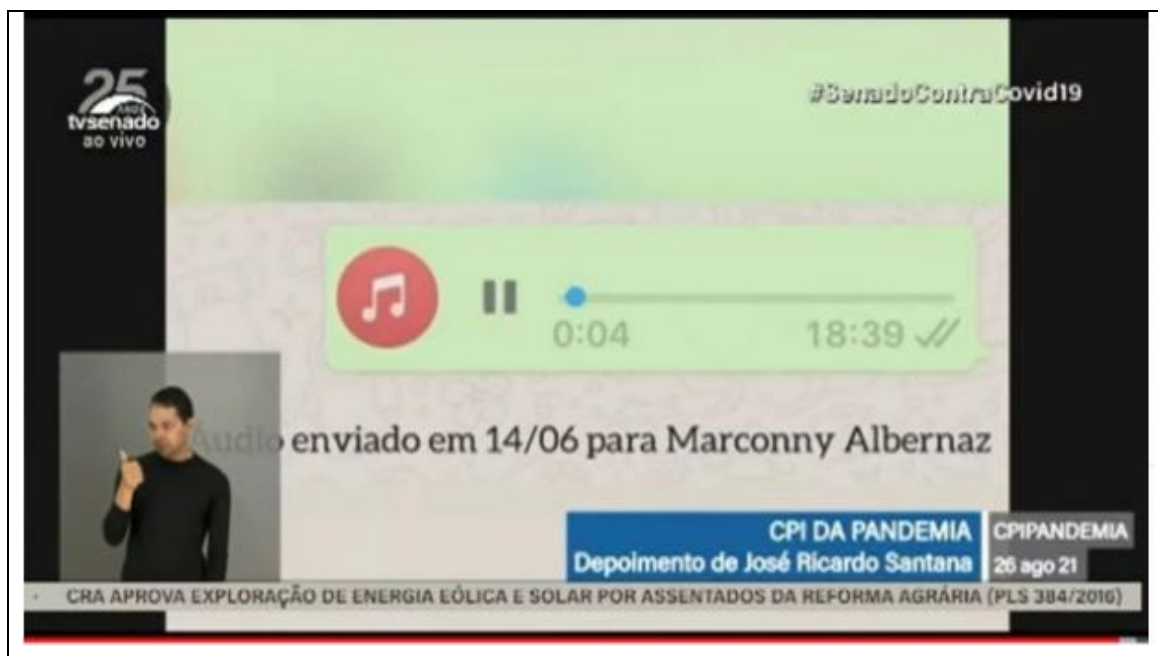 25
ANOS
tvsenado
ao vivo
#SenadoContraCovid19
0:04
18:39
Áudio enviado em 14/06 para Marconny Albernaz
CPI DA PANDEMIA
Depoimento de José Ricardo Santana
CPIPANDEMIA
26 ago 21
CRA APROVA EXPLORAÇÃO DE ENERGIA EÓLICA E SOLAR POR ASSENTADOS DA REFORMA AGRÁRIA (PLS 384/2016)